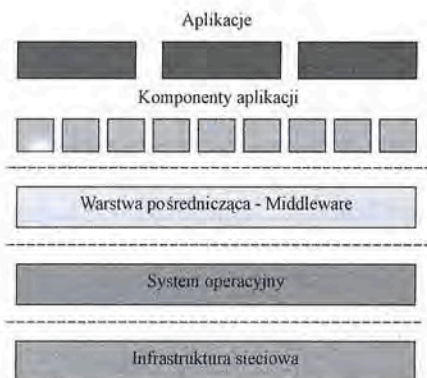 Aplikacje
Komponenty aplikacji
Warstwa pośrednicząca - Middleware
System operacyjny
Infrastruktura sieciowa